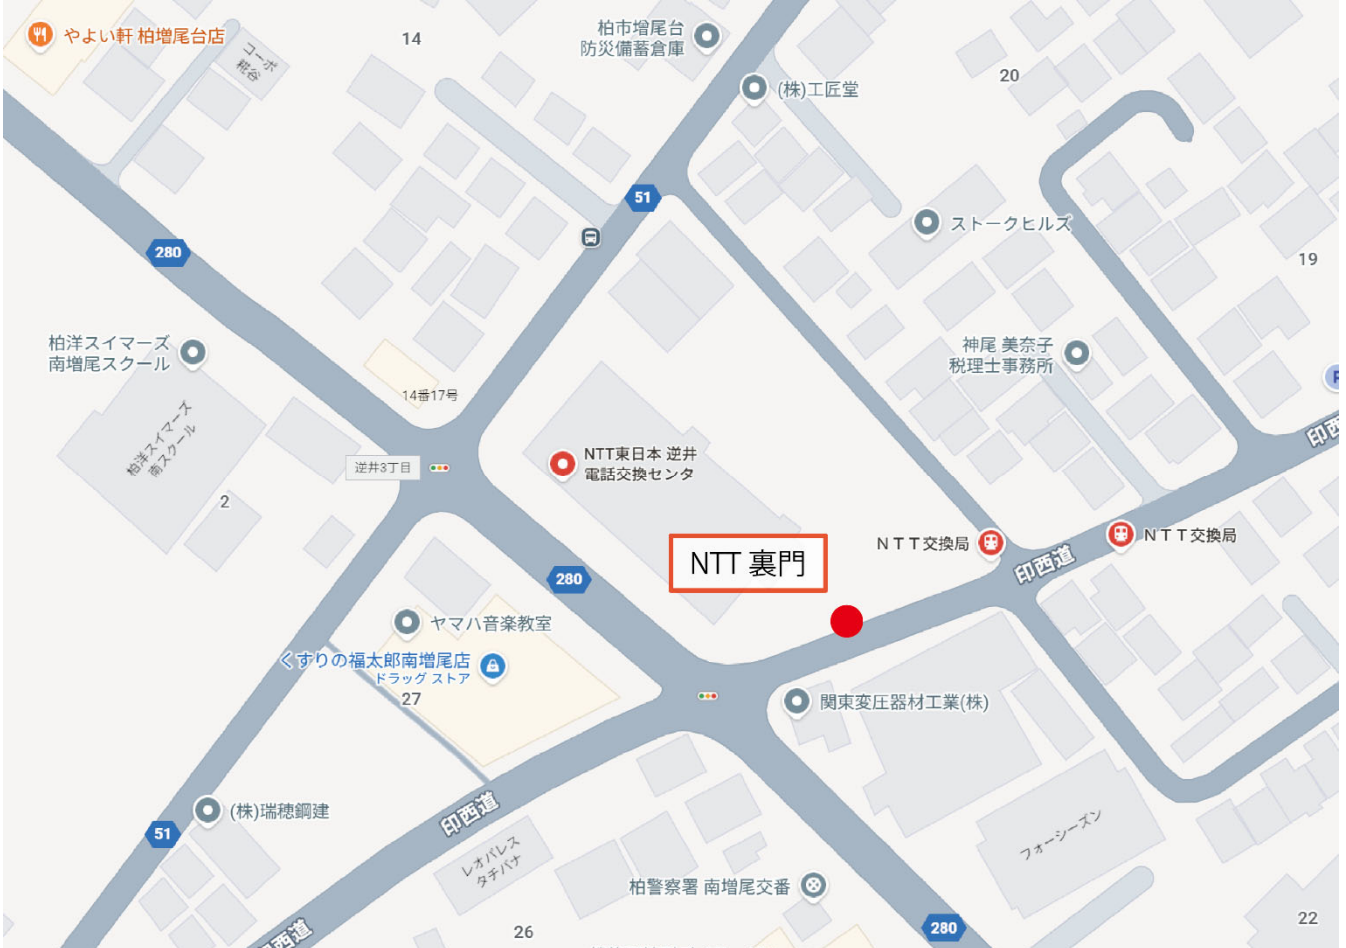 やよい軒 柏増尾台店
コーポ
糀谷
14
柏市増尾台
防災備蓄倉庫
(株)工匠堂
20
51
280
ストークヒルズ
19
柏洋スイマーズ
南増尾スクール
神尾 美奈子
税理士事務所
P
14番17号
柏洋スイマーズ
南スクール
逆井3丁目
NTT東日本 逆井
電話交換センタ
2
NTT 裏門
ＮＴＴ交換局
ＮＴＴ交換局
印西道
印西
280
ヤマハ音楽教室
くすりの福太郎南増尾店
ドラッグ ストア
27
関東変圧器材工業(株)
(株)瑞穂鋼建
51
印西道
レオパレス
タチバナ
フォーシーズン
柏警察署 南増尾交番
280
26
22
西道